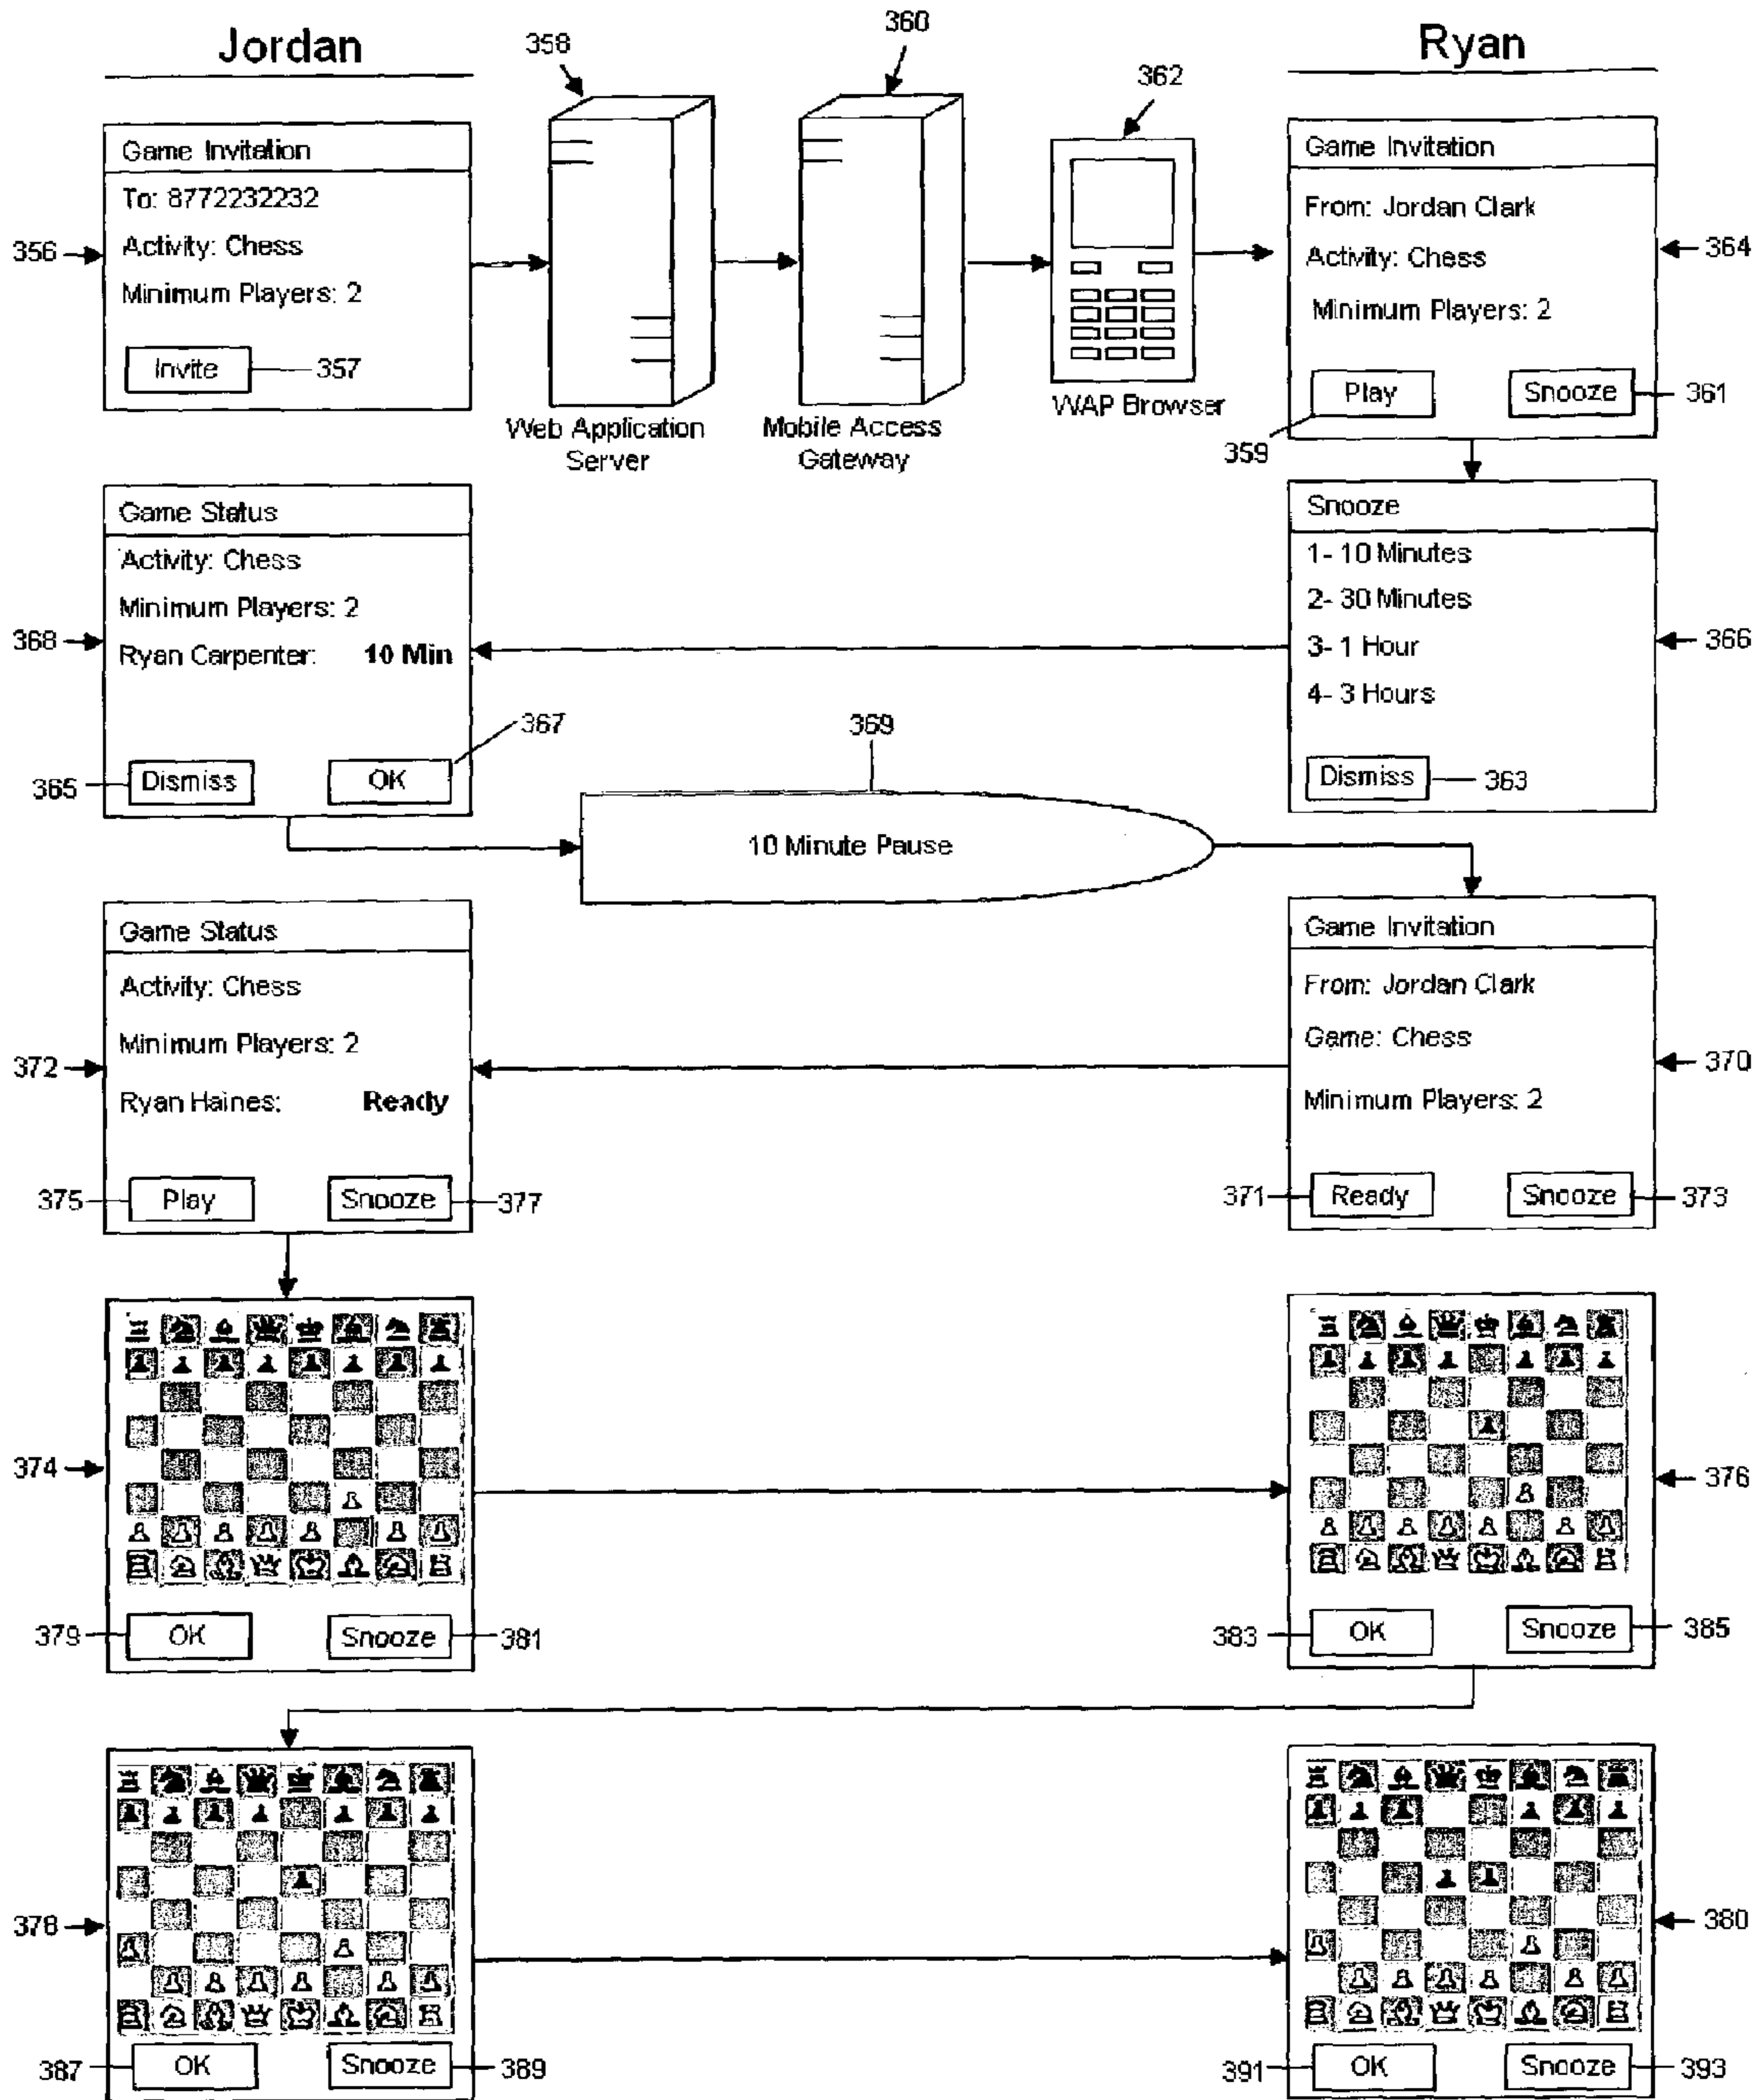 Jordan
358
360
362
Ryan
Game Invitation
To: 8772232232
Activity: Chess
Minimum Players: 2
Invite
357
356
Web Application
Server
Mobile Access
Gateway
WAP Browser
Game Invitation
From: Jordan Clark
Activity: Chess
Minimum Players: 2
Play
Snooze
364
361
359
Game Status
Activity: Chess
Minimum Players: 2
Ryan Carpenter: 10 Min
368
367
365
Dismiss
OK
Snooze
1- 10 Minutes
2- 30 Minutes
3- 1 Hour
4- 3 Hours
Dismiss
363
366
369
10 Minute Pause
Game Status
Activity: Chess
Minimum Players: 2
Ryan Haines: Ready
372
375
Play
Snooze
377
Game Invitation
From: Jordan Clark
Game: Chess
Minimum Players: 2
370
371
Ready
Snooze
373
374
379
OK
Snooze
381
376
383
OK
Snooze
385
378
387
OK
Snooze
389
380
391
OK
Snooze
393